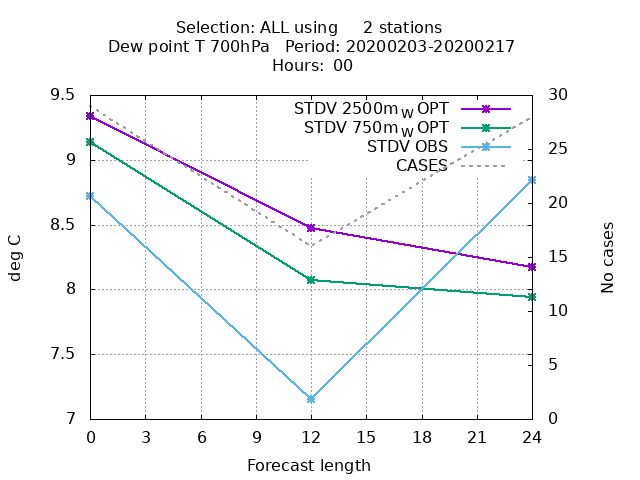 Selection: ALL using     2 stations
Dew point T 700hPa   Period: 20200203-20200217
Hours:  00
9.5
9
8.5
8
7.5
7
deg C
STDV 2500m W OPT
STDV 750m W OPT
STDV OBS
CASES
30
25
20
15
10
5
0
No cases
0 3 6 9 12 15 18 21 24
Forecast length